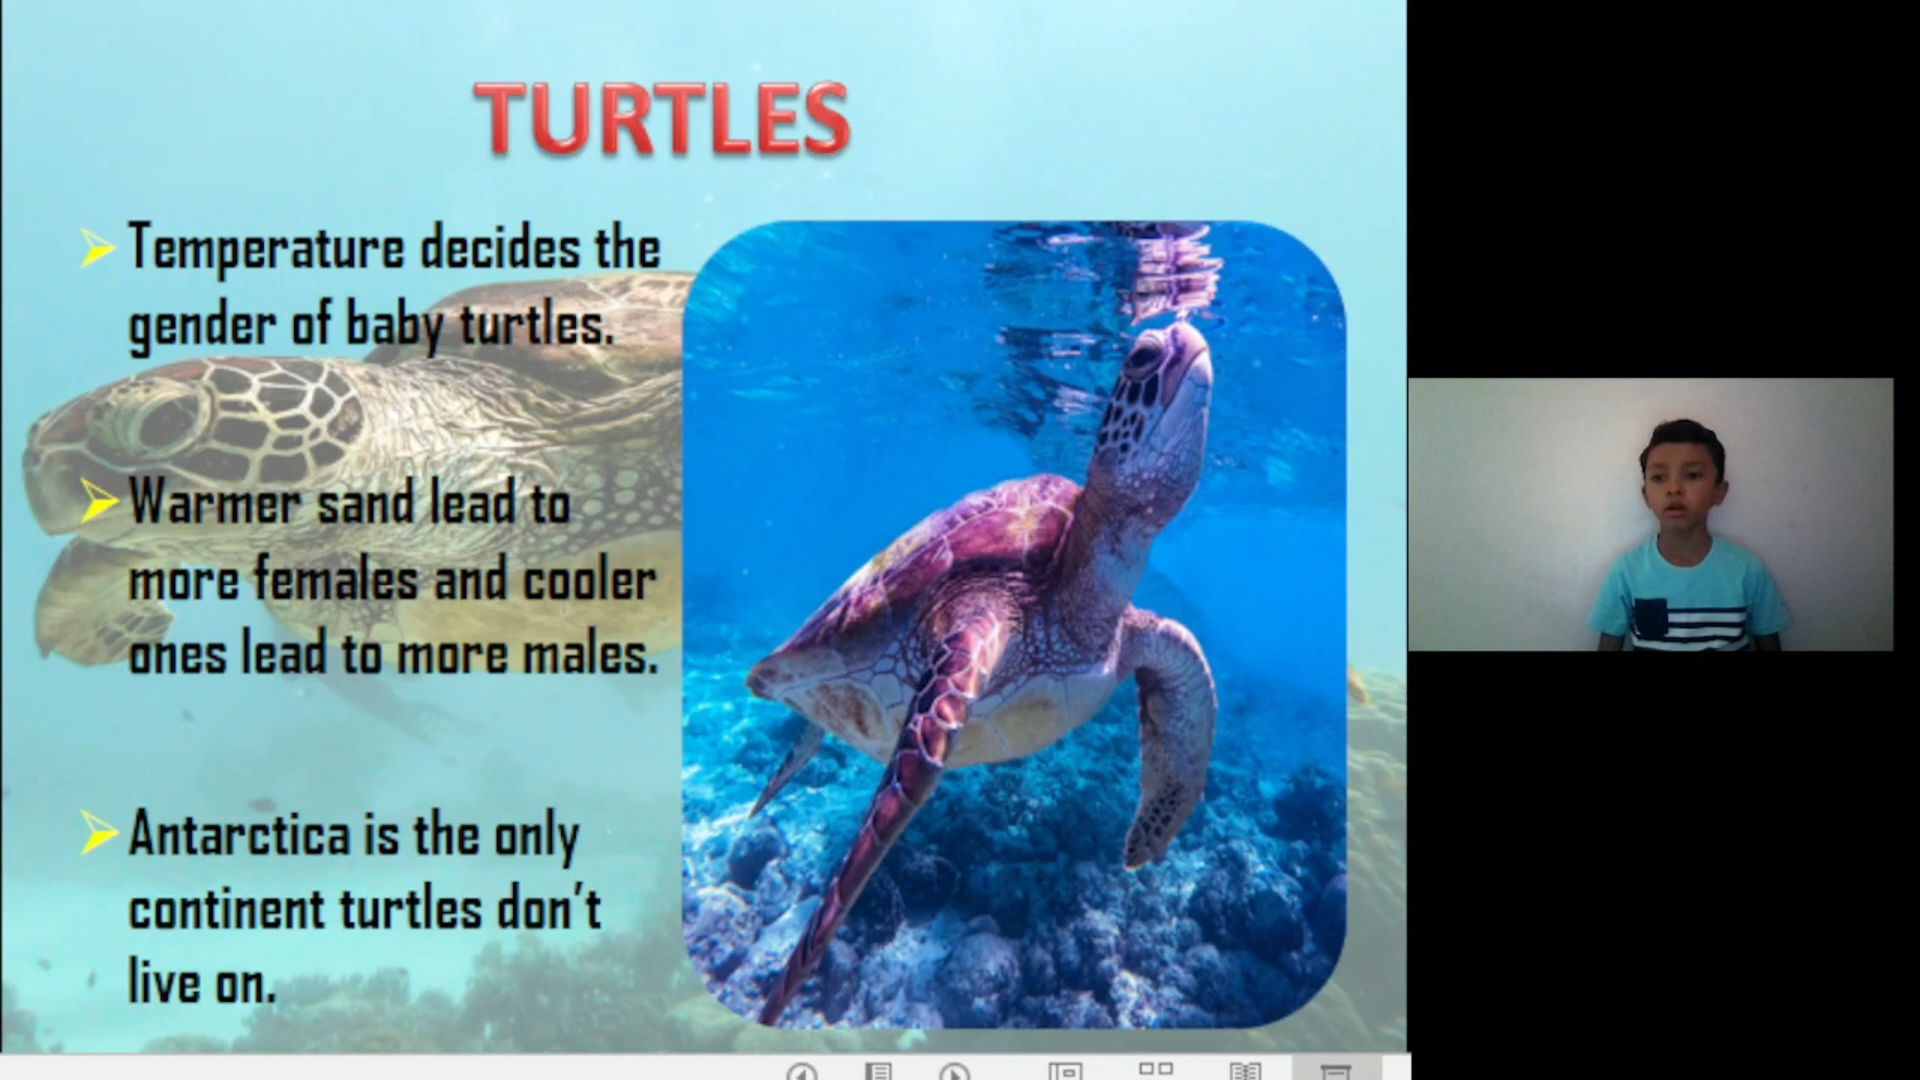 TURTLES
Temperature decides the
gender of baby turtles.
Warmer sand lead to
more females and cooler
ones lead to more males.
Antarctica is the only
continent turtles don't
live on.